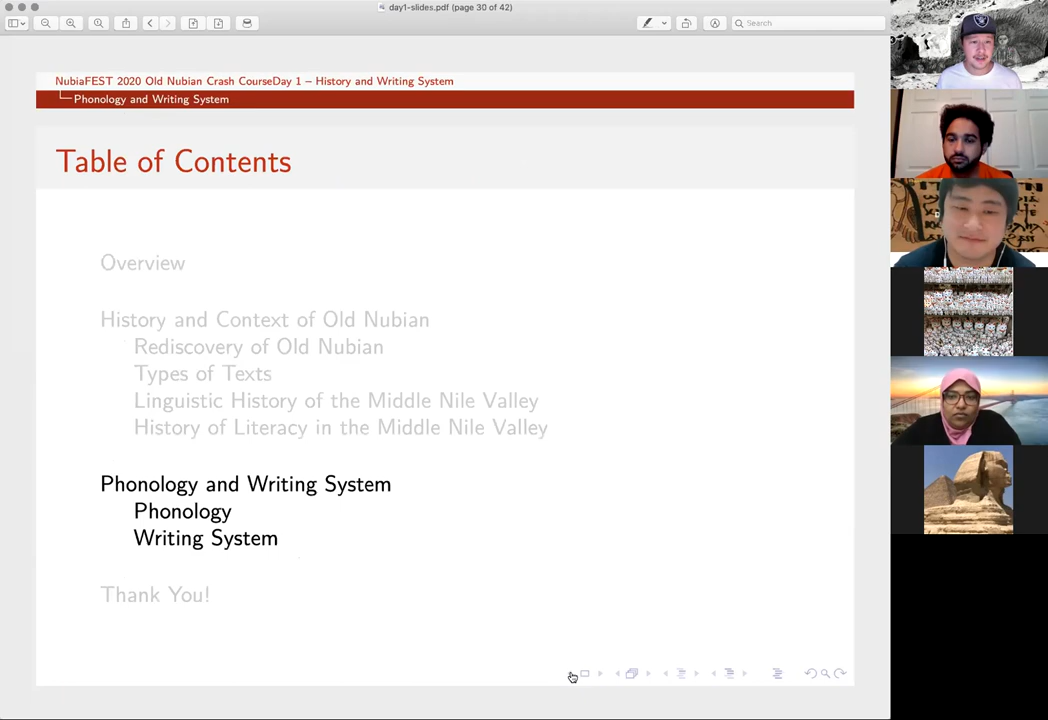 day1-slides.pdf (page 30 of 42)
Search
NubiaFEST 2020 Old Nubian Crash CourseDay 1 – History and Writing System
Phonology and Writing System
Table of Contents
Overview
History and Context of Old Nubian
Rediscovery of Old Nubian
Types of Texts
Linguistic History of the Middle Nile Valley
History of Literacy in the Middle Nile Valley
Phonology and Writing System
Phonology
Writing System
Thank You!